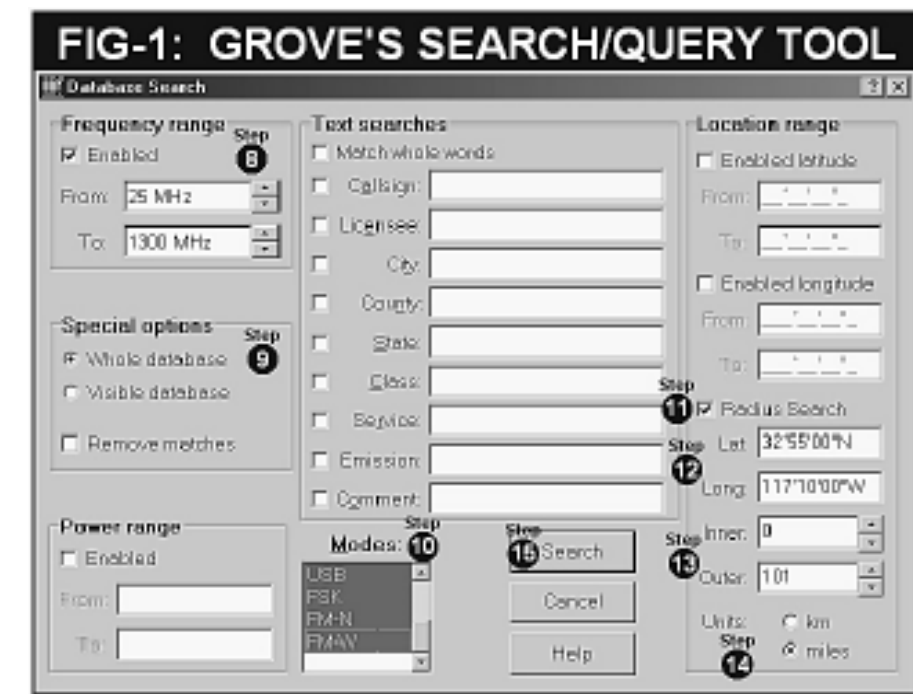 FIG-1: GROVE'S SEARCH/QUERY TOOL
Database Search
Frequency range
Step 8
Enabled
From: 25 MHz
To: 1300 MHz
Special options
Step 9
Whole database
Visible database
Remove matches
Power range
Enabled
From:
To:
Text searches
Match whole words
Callsign:
Licensee:
City:
County:
State:
Class:
Service:
Emission:
Comment:
Modes:
Step 10
USB
FSK
FM-N
FMAV
Step 15
Search
Cancel
Help
Location range
Enabled latitude
From:
To:
Enabled longitude
From:
To:
Step 11
Radius Search
Step 12
Lat: 32°55'00"N
Long: 117°10'00"W
Step 13
Inner: 0
Outer: 101
Units:
km
Step 14
miles